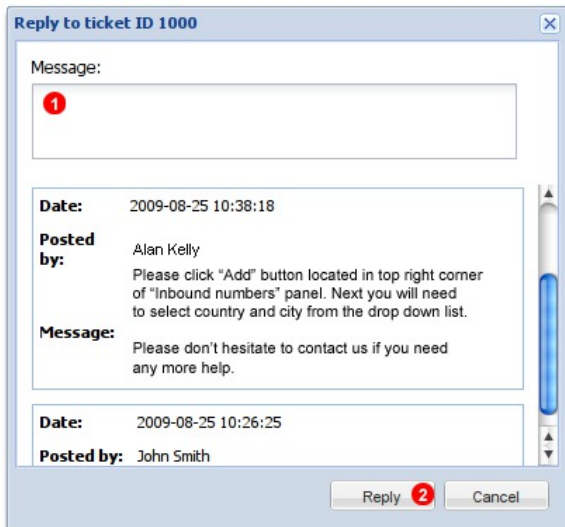 Reply to ticket ID 1000
Message:
1
Date: 2009-08-25 10:38:18
Posted by: Alan Kelly
Message: Please click “Add” button located in top right corner
of “Inbound numbers” panel. Next you will need
to select country and city from the drop down list.
Please don’t hesitate to contact us if you need
any more help.
Date: 2009-08-25 10:26:25
Posted by: John Smith
Reply 2 Cancel